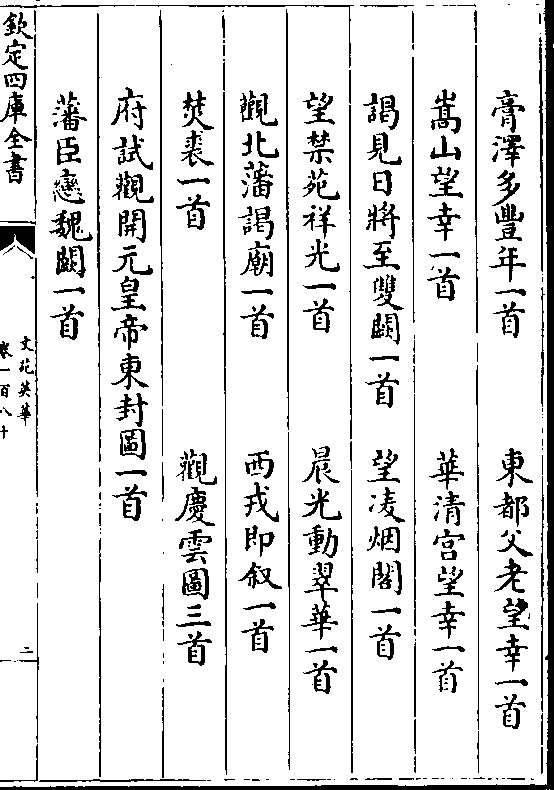 膏澤多豐年一首　東都父老望幸一首
嵩山望幸一首　華清宫望幸一首
謁見日將至雙闕一首　望凌烟閣一首
望禁苑祥光一首　晨光動翠華一首
觀北藩謁廟一首　西戎即叙一首
焚裘一首　觀慶雲圖三首
府試觀開元皇帝東封圖一首
藩臣戀魏闕一首
欽定四庫全書
文苑英華
卷一百八十
二